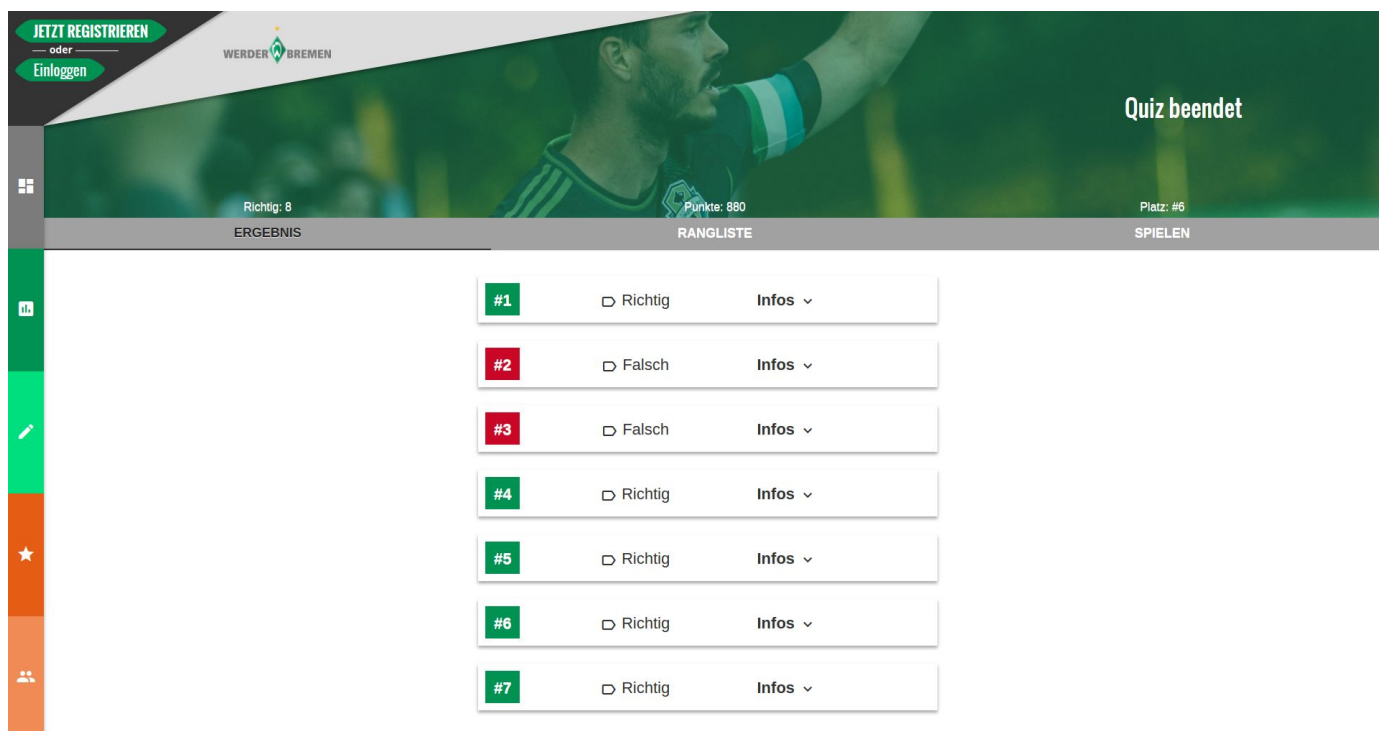 JETZT REGISTRIEREN
oder
Einloggen
WERDER W BREMEN
Quiz beendet
Richtig: 8
Punkte: 880
Platz: #6
ERGEBNIS
RANGLISTE
SPIELEN
#1 Richtig Infos
#2 Falsch Infos
#3 Falsch Infos
#4 Richtig Infos
#5 Richtig Infos
#6 Richtig Infos
#7 Richtig Infos